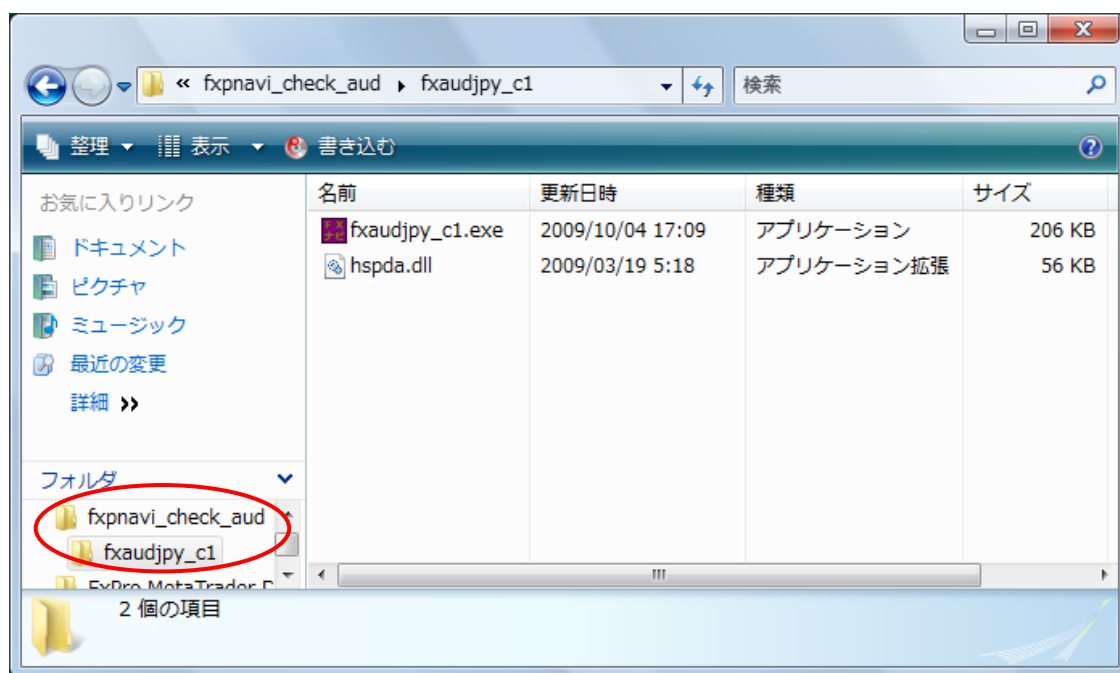 « fxpnavi_check_aud ▸ fxaudjpy_c1
検索
整理 表示 書き込む
お気に入りリンク
ドキュメント
ピクチャ
ミュージック
最近の変更
詳細 »
フォルダ
fxpnavi_check_aud
fxaudjpy_c1
FxPro MetaTrader
名前 更新日時 種類 サイズ
fxaudjpy_c1.exe 2009/10/04 17:09 アプリケーション 206 KB
hspda.dll 2009/03/19 5:18 アプリケーション拡張 56 KB
2 個の項目